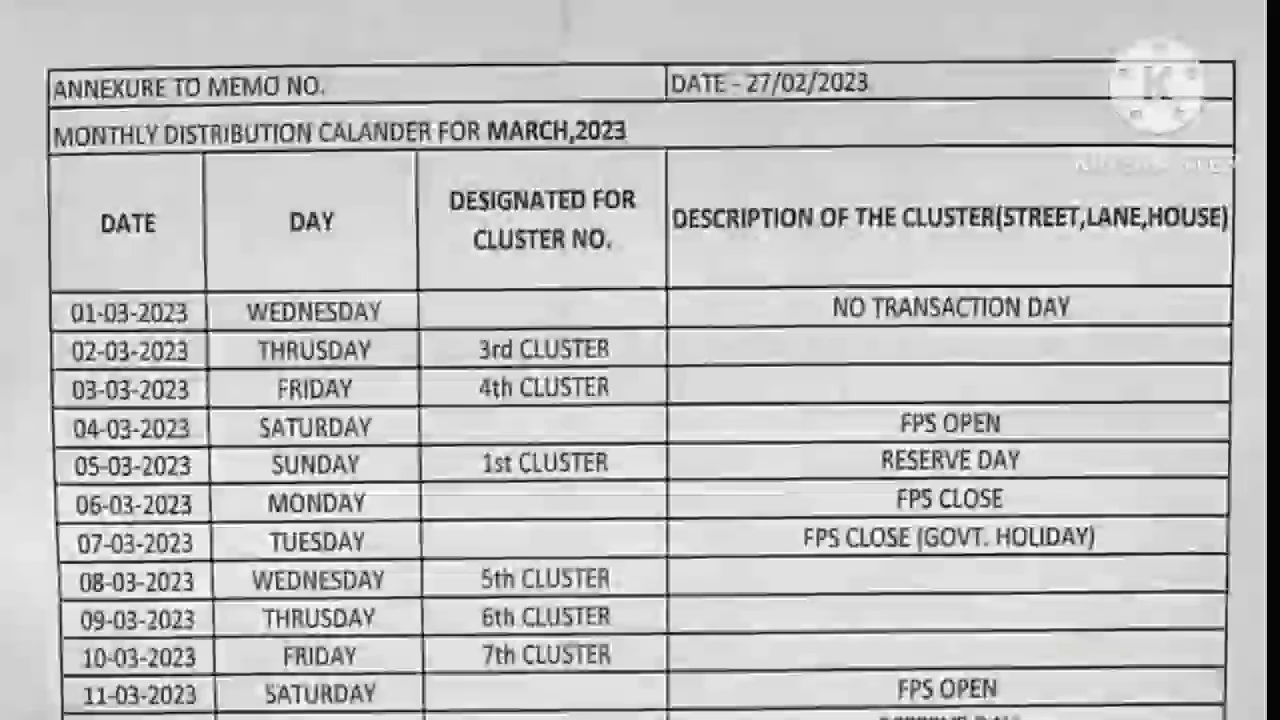 ANNEXURE TO MEMO NO. DATE - 27/02/2023
MONTHLY DISTRIBUTION CALANDER FOR MARCH,2023
DATE DAY DESIGNATED FOR CLUSTER NO. DESCRIPTION OF THE CLUSTER(STREET,LANE,HOUSE)
01-03-2023 WEDNESDAY NO TRANSACTION DAY
02-03-2023 THRUSDAY 3rd CLUSTER
03-03-2023 FRIDAY 4th CLUSTER
04-03-2023 SATURDAY FPS OPEN
05-03-2023 SUNDAY 1st CLUSTER RESERVE DAY
06-03-2023 MONDAY FPS CLOSE
07-03-2023 TUESDAY FPS CLOSE (GOVT. HOLIDAY)
08-03-2023 WEDNESDAY 5th CLUSTER
09-03-2023 THRUSDAY 6th CLUSTER
10-03-2023 FRIDAY 7th CLUSTER
11-03-2023 SATURDAY FPS OPEN